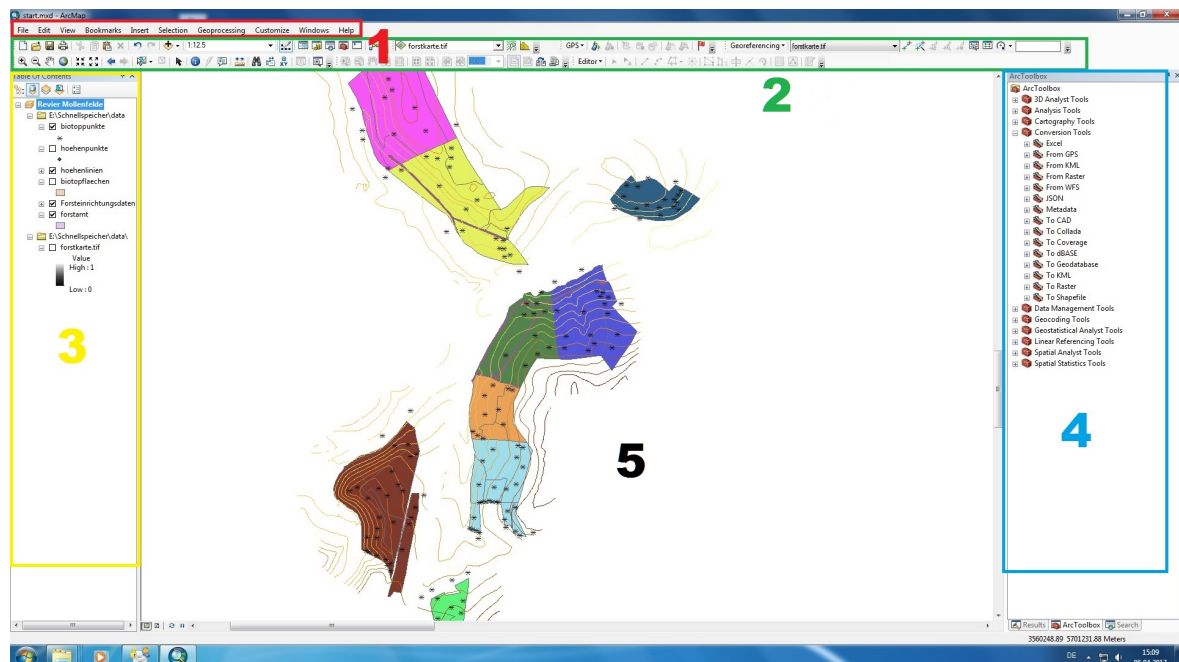 start.mxd - ArcMap
File Edit View Bookmarks Insert Selection Geoprocessing Customize Windows Help
1
1:12.5
forstkarte.tif
GPS
Georeferencing
forstkarte.tif
Editor
2
Table Of Contents
Revier Mollenfelde
E:\Schnellspeicher\data
biotoppunkte
hoehenpunkte
hoehenlinien
biotopflaechen
Forsteinrichtungsdaten
forstamt
E:\Schnellspeicher\data\
forstkarte.tif
Value
High : 1
Low : 0
3
ArcToolbox
ArcToolbox
3D Analyst Tools
Analysis Tools
Cartography Tools
Conversion Tools
Excel
From GPS
From KML
From Raster
From WFS
JSON
Metadata
To CAD
To Collada
To Coverage
To dBASE
To Geodatabase
To KML
To Raster
To Shapefile
Data Management Tools
Geocoding Tools
Geostatistical Analyst Tools
Linear Referencing Tools
Spatial Analyst Tools
Spatial Statistics Tools
4
5
Results ArcToolbox Search
3560248.89 5701231.88 Meters
DE
15:09